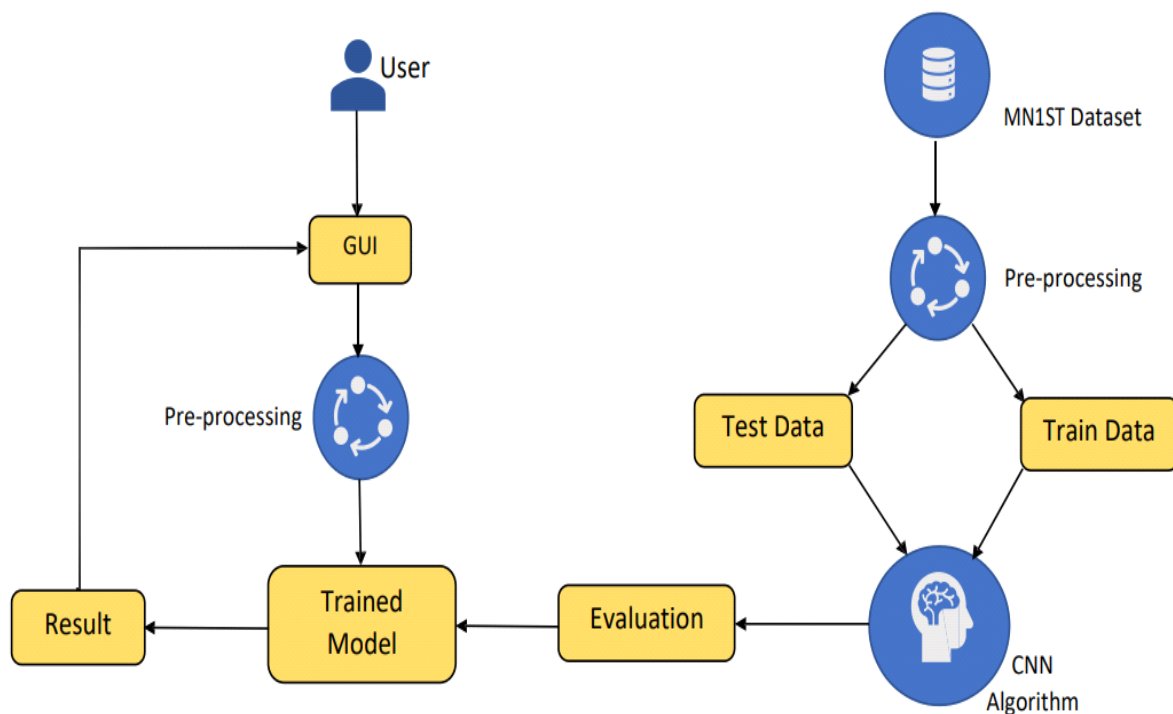 User
MN1ST Dataset
GUI
Pre-processing
Pre-processing
Test Data
Train Data
Result
Trained
Model
Evaluation
CNN
Algorithm